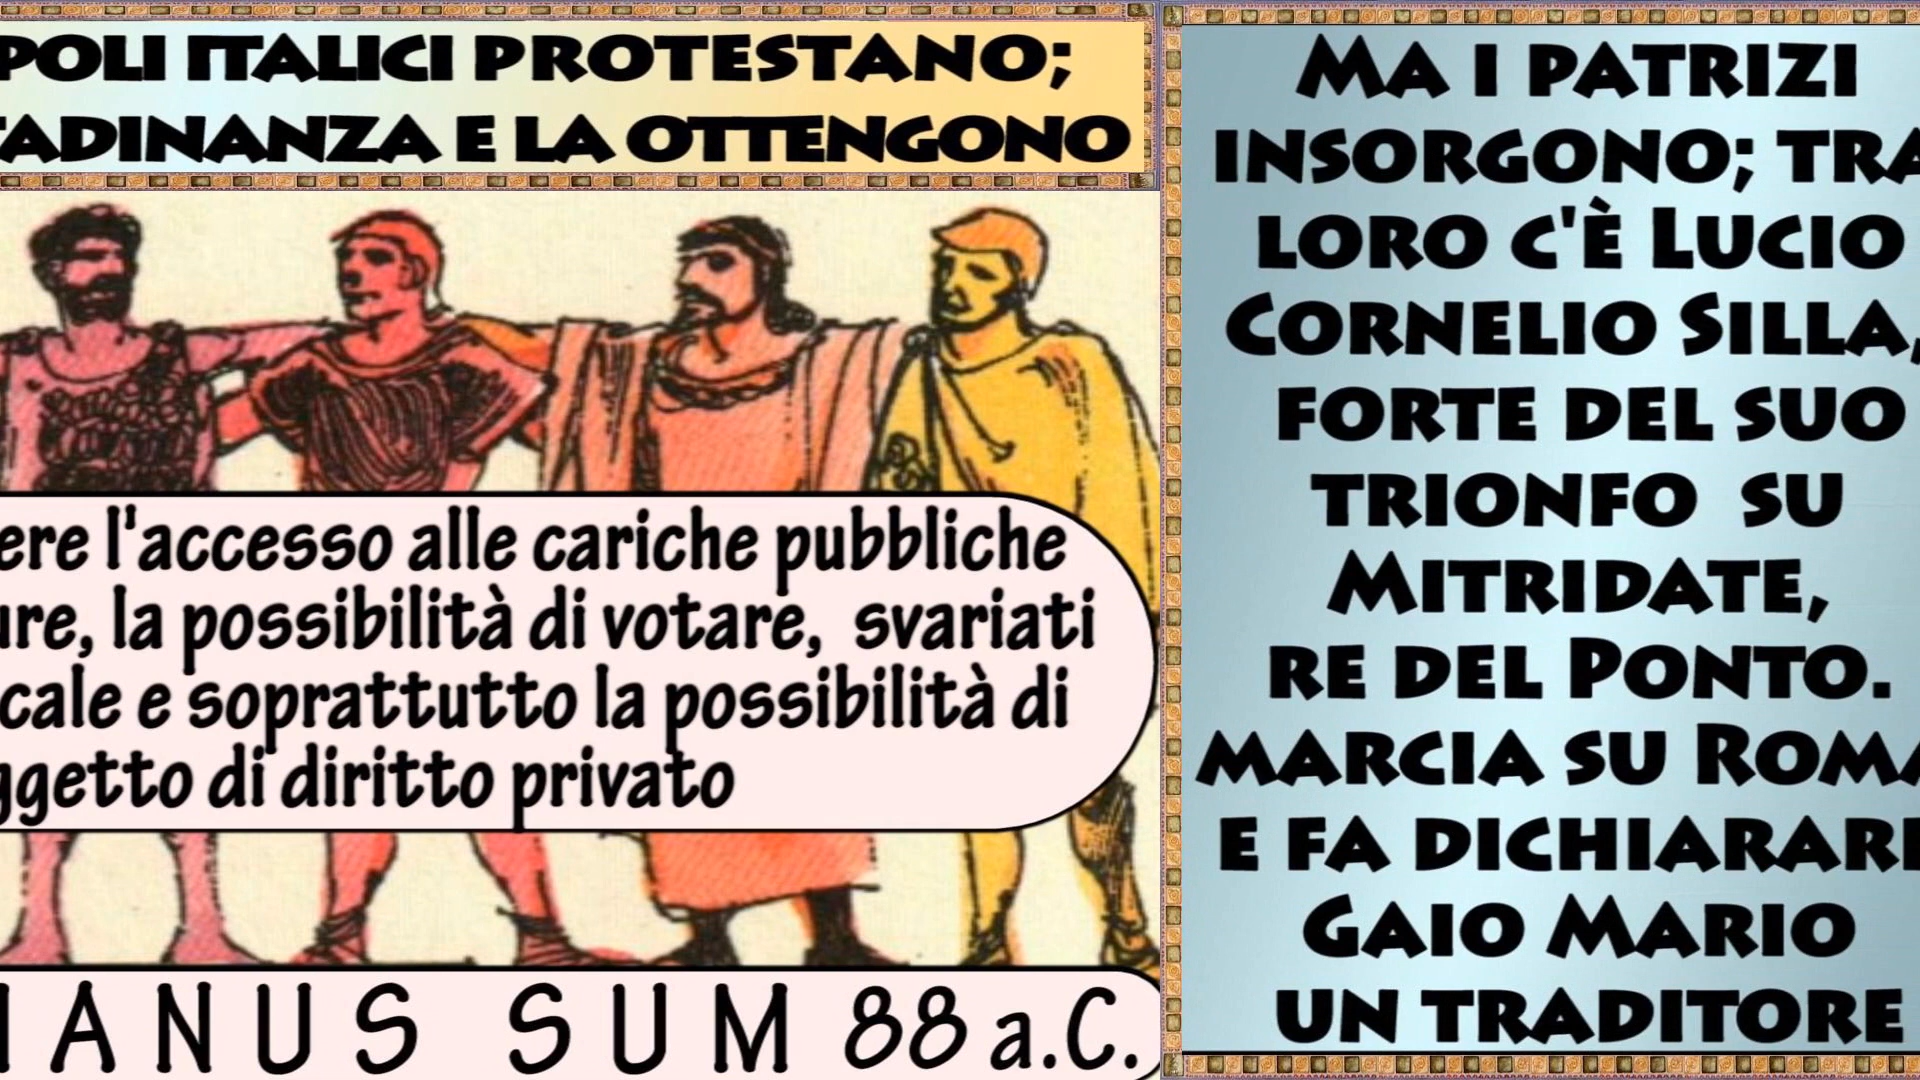 POLI ITALICI PROTESTANO;
TADINANZA E LA OTTENGONO
ere l'accesso alle cariche pubbliche
ure, la possibilità di votare, svariati
cale e soprattutto la possibilità di
ggetto di diritto privato
MANUS SUM 88 a.C.
MA I PATRIZI
INSORGONO; TRA
LORO C'È LUCIO
CORNELIO SILLA,
FORTE DEL SUO
TRIONFO SU
MITRIDATE,
RE DEL PONTO.
MARCIA SU ROMA
E FA DICHIARARE
GAIO MARIO
UN TRADITORE